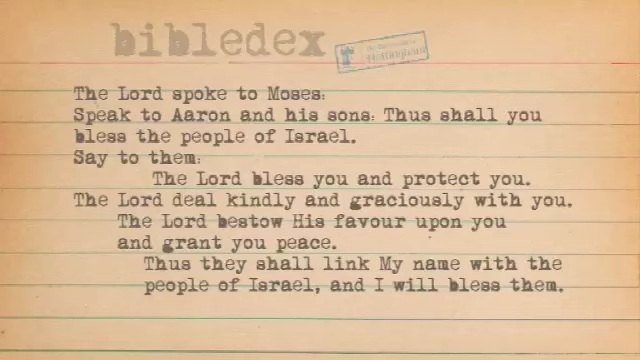 bibledex
The Lord spoke to Moses:
Speak to Aaron and his sons: Thus shall you
bless the people of Israel.
Say to them:
The Lord bless you and protect you.
The Lord deal kindly and graciously with you.
The Lord bestow His favour upon you
and grant you peace.
Thus they shall link My name with the
people of Israel, and I will bless them.